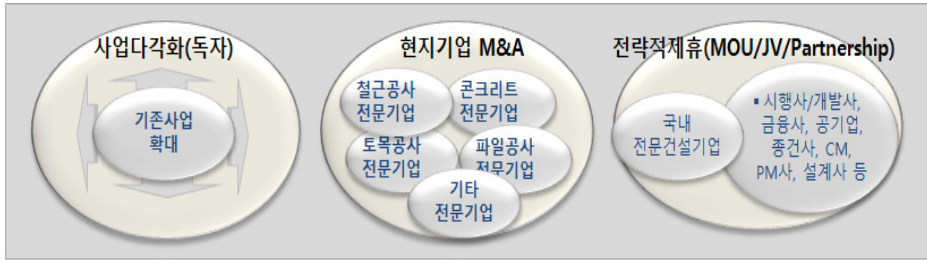 사업다각화(독자)
기존사업
확대
현지기업 M&A
철근공사
전문기업
콘크리트
전문기업
토목공사
전문기업
파일공사
전문기업
기타
전문기업
전략적제휴(MOU/JV/Partnership)
국내
전문건설기업
▪ 시행사/개발사,
금융사, 공기업,
종건사, CM,
PM사, 설계사 등